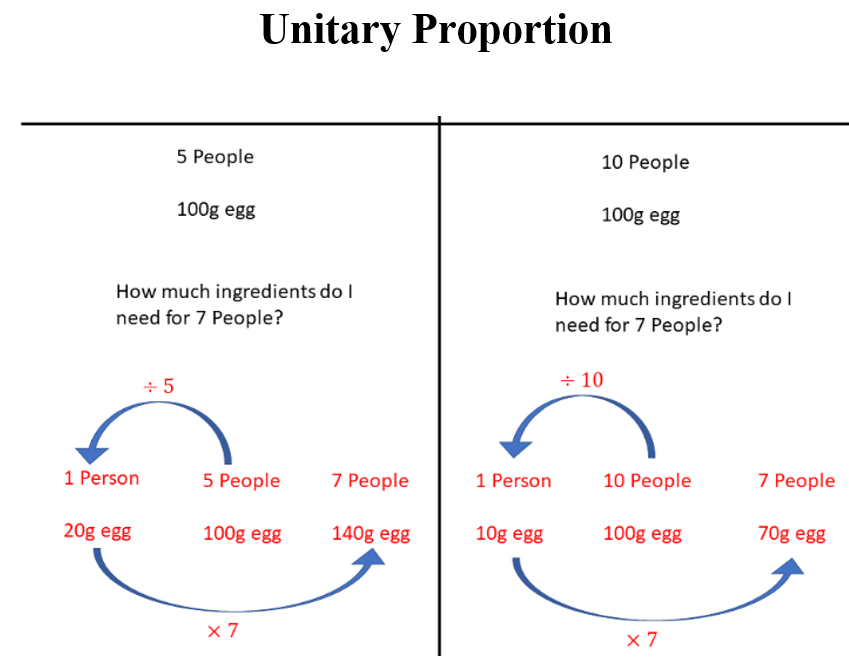 Unitary Proportion
5 People
100g egg
How much ingredients do I
need for 7 People?
÷ 5
1 Person
5 People
7 People
20g egg
100g egg
140g egg
× 7
10 People
100g egg
How much ingredients do I
need for 7 People?
÷ 10
1 Person
10 People
7 People
10g egg
100g egg
70g egg
× 7